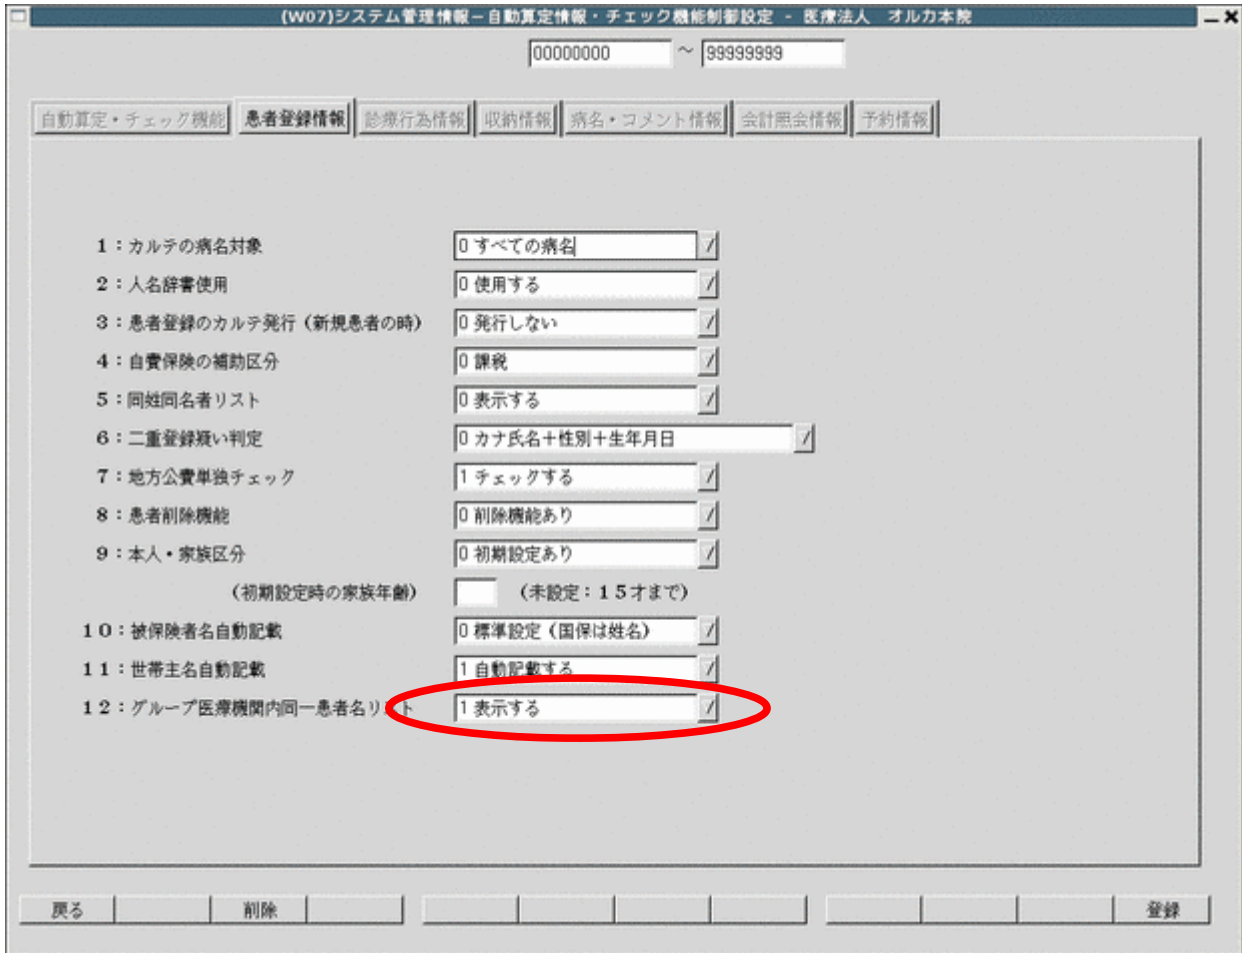 (W07)システム管理情報－自動算定情報・チェック機能制御設定 - 医療法人 オルカ本院
00000000 ～ 99999999
自動算定・チェック機能 患者登録情報 診療行為情報 収納情報 病名・コメント情報 会計照会情報 予約情報
1：カルテの病名対象 0 すべての病名
2：人名辞書使用 0 使用する
3：患者登録のカルテ発行（新規患者の時） 0 発行しない
4：自費保険の補助区分 0 課税
5：同姓同名者リスト 0 表示する
6：二重登録疑い判定 0 カナ氏名＋性別＋生年月日
7：地方公費単独チェック 1 チェックする
8：患者削除機能 0 削除機能あり
9：本人・家族区分 0 初期設定あり
（初期設定時の家族年齢） （未設定：15才まで）
10：被保険者名自動記載 0 標準設定（国保は姓名）
11：世帯主名自動記載 1 自動記載する
12：グループ医療機関内同一患者名リスト 1 表示する
戻る 削除 登録